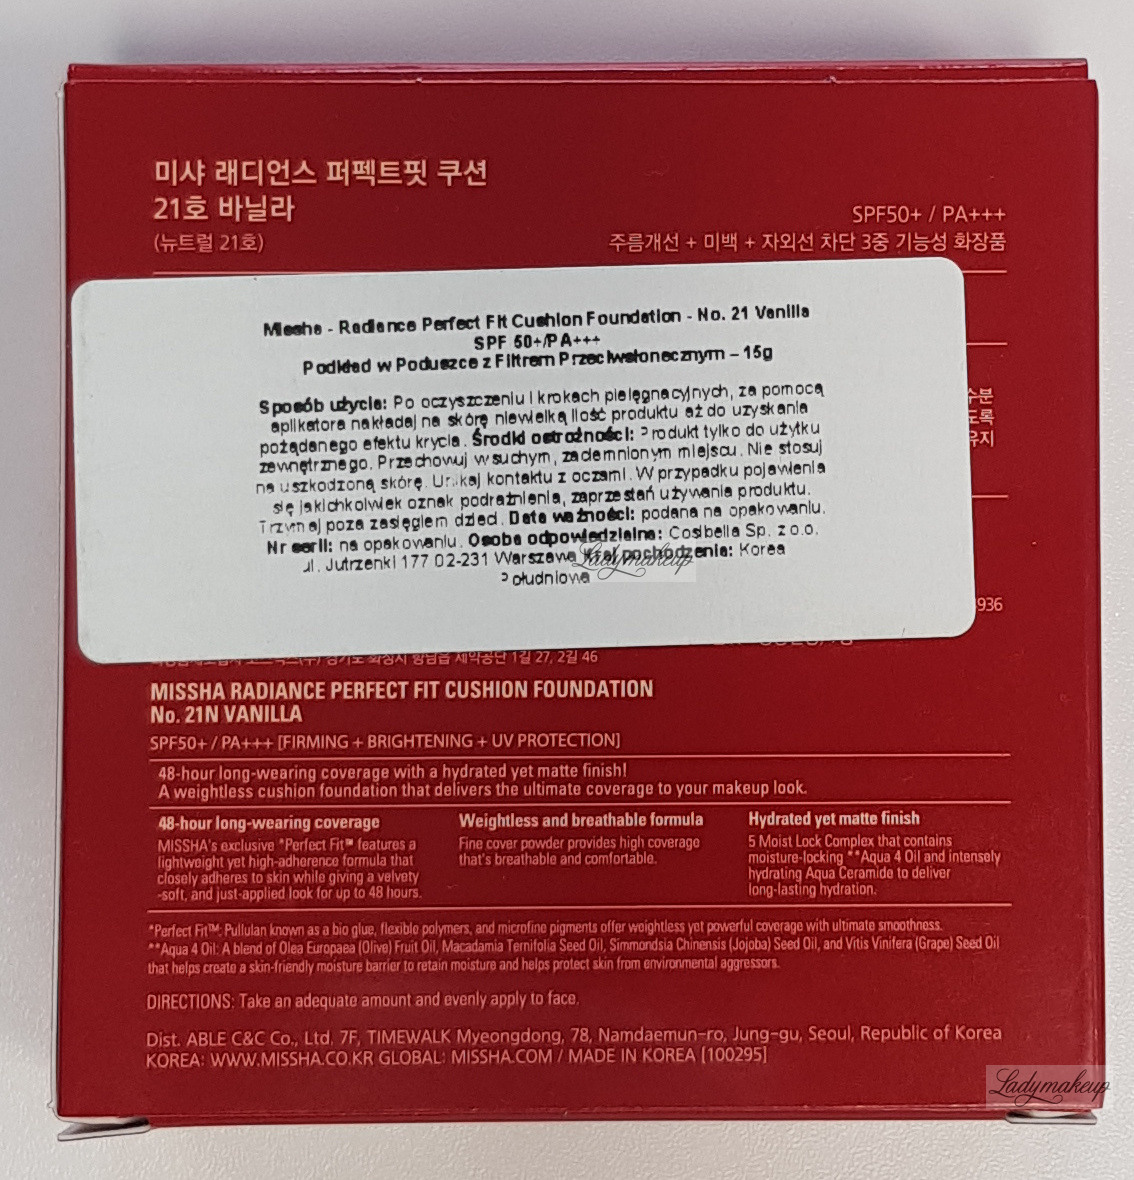 미샤 래디언스 퍼펙트핏 쿠션
21호 바닐라
(뉴트럴 21호)
SPF50+ / PA+++
주름개선 + 미백 + 자외선 차단 3중 기능성 화장품
Missha - Radiance Perfect Fit Cushion Foundation - No. 21 Vanilla
SPF 50+/PA+++
Podkład w Poduszce z Filtrem Przeciwsłonecznym – 15g
Sposób użycia: Po oczyszczeniu i krokach pielęgnacyjnych, za pomocą
aplikatora nakładaj na skórę niewielką ilość produktu aż do uzyskania
pożądanego efektu krycia. Środki ostrożności: Produkt tylko do użytku
zewnętrznego. Przechowuj w suchym, zaciemnionym miejscu. Nie stosuj
na uszkodzoną skórę. Unikaj kontaktu z oczami. W przypadku pojawienia
się jakichkolwiek oznak podrażnienia, zaprzestań używania produktu.
Trzymaj poza zasięgiem dzieci. Data ważności: podana na opakowaniu.
Nr serii: na opakowaniu. Osoba odpowiedzialna: Cosibella Sp. z o.o.
ul. Jutrzenki 177 02-231 Warszawa Kraj pochodzenia: Korea
Południowa
수분
도록
유지
3936
1길 27, 2길 46
MISSHA RADIANCE PERFECT FIT CUSHION FOUNDATION
No. 21N VANILLA
SPF50+ / PA+++ [FIRMING + BRIGHTENING + UV PROTECTION]
48-hour long-wearing coverage with a hydrated yet matte finish!
A weightless cushion foundation that delivers the ultimate coverage to your makeup look.
48-hour long-wearing coverage
MISSHA's exclusive *Perfect Fit™ features a
lightweight yet high-adherence formula that
closely adheres to skin while giving a velvety
-soft, and just-applied look for up to 48 hours.
Weightless and breathable formula
Fine cover powder provides high coverage
that's breathable and comfortable.
Hydrated yet matte finish
5 Moist Lock Complex that contains
moisture-locking **Aqua 4 Oil and intensely
hydrating Aqua Ceramide to deliver
long-lasting hydration.
*Perfect Fit™: Pullulan known as a bio glue, flexible polymers, and microfine pigments offer weightless yet powerful coverage with ultimate smoothness.
**Aqua 4 Oil: A blend of Olea Europaea (Olive) Fruit Oil, Macadamia Ternifolia Seed Oil, Simmondsia Chinensis (Jojoba) Seed Oil, and Vitis Vinifera (Grape) Seed Oil
that helps create a skin-friendly moisture barrier to retain moisture and helps protect skin from environmental aggressors.
DIRECTIONS: Take an adequate amount and evenly apply to face.
Dist. ABLE C&C Co., Ltd. 7F, TIMEWALK Myeongdong, 78, Namdaemun-ro, Jung-gu, Seoul, Republic of Korea
KOREA: WWW.MISSHA.CO.KR GLOBAL: MISSHA.COM / MADE IN KOREA [100295]
Ladymakeup
Ladymakeup